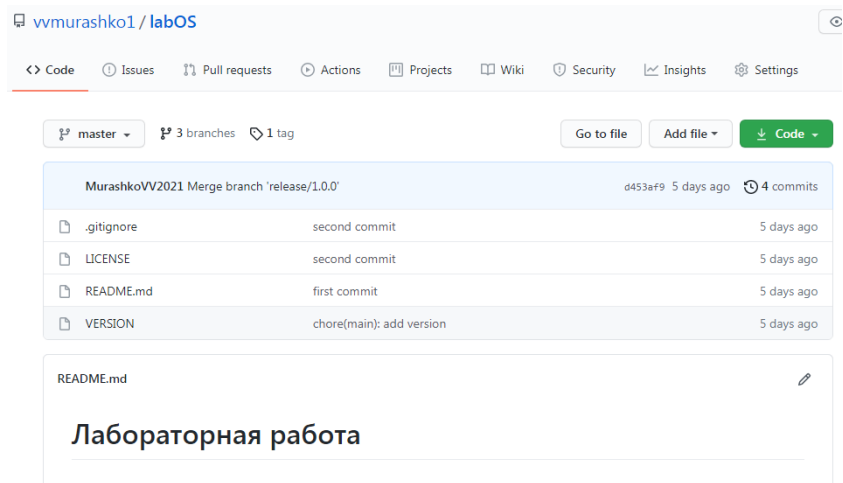 vvmurashko1 / labOS
Code Issues Pull requests Actions Projects Wiki Security Insights Settings
master 3 branches 1 tag Go to file Add file Code
MurashkoVV2021 Merge branch 'release/1.0.0' d453af9 5 days ago 4 commits
.gitignore second commit 5 days ago
LICENSE second commit 5 days ago
README.md first commit 5 days ago
VERSION chore(main): add version 5 days ago
README.md
Лабораторная работа